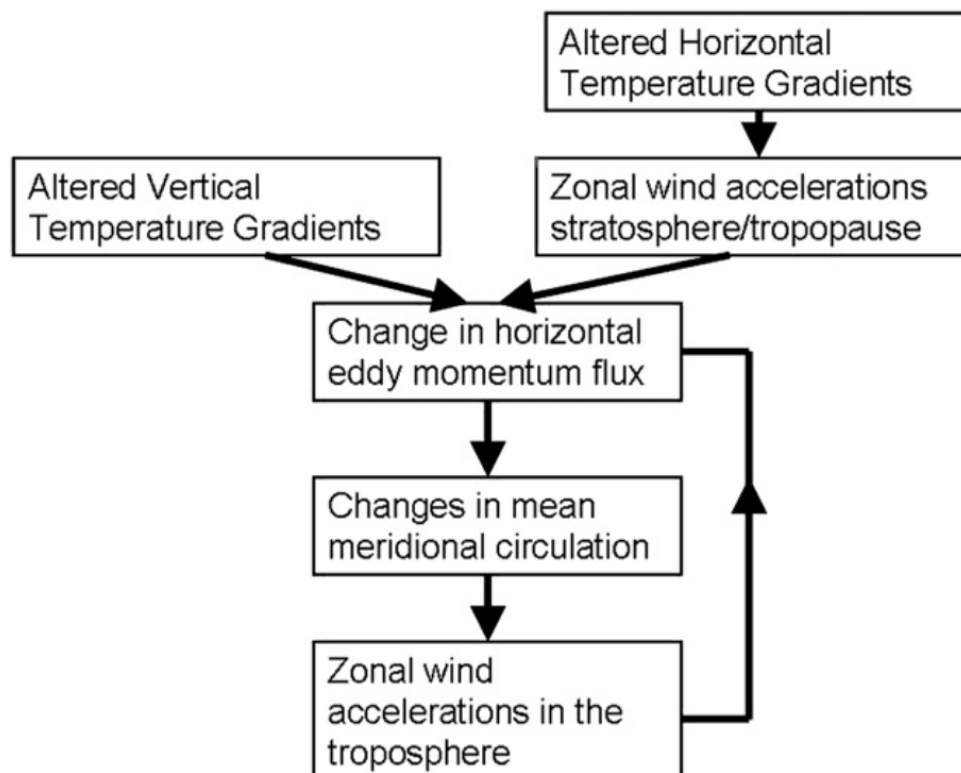 Altered Horizontal
Temperature Gradients
Altered Vertical
Temperature Gradients
Zonal wind accelerations
stratosphere/tropopause
Change in horizontal
eddy momentum flux
Changes in mean
meridional circulation
Zonal wind
accelerations in the
troposphere